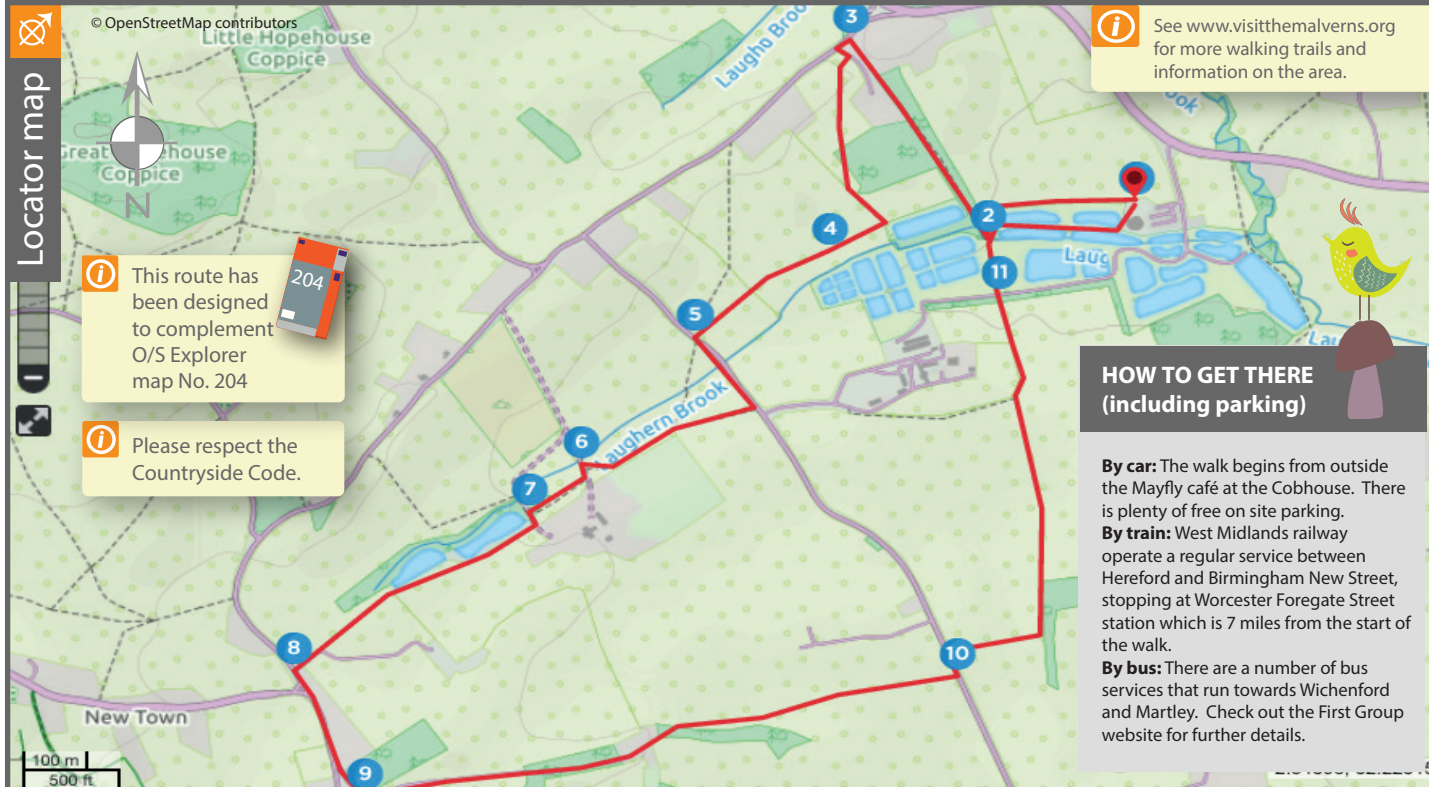 Locator map
© OpenStreetMap contributors
Little Hopehouse
Coppice
Laugho Broo
3
See www.visitthemalverns.org
for more walking trails and
information on the area.
ook
Great
ehouse
Coppice
N
2
4
11
Laug
This route has
been designed
to complement
O/S Explorer
map No. 204
204
5
Lau
HOW TO GET THERE
(including parking)
Please respect the
Countryside Code.
6
Laughern Brook
7
By car: The walk begins from outside
the Mayfly café at the Cobhouse. There
is plenty of free on site parking.
By train: West Midlands railway
operate a regular service between
Hereford and Birmingham New Street,
stopping at Worcester Foregate Street
station which is 7 miles from the start of
the walk.
By bus: There are a number of bus
services that run towards Wichenford
and Martley. Check out the First Group
website for further details.
8
10
New Town
9
100 m
500 ft